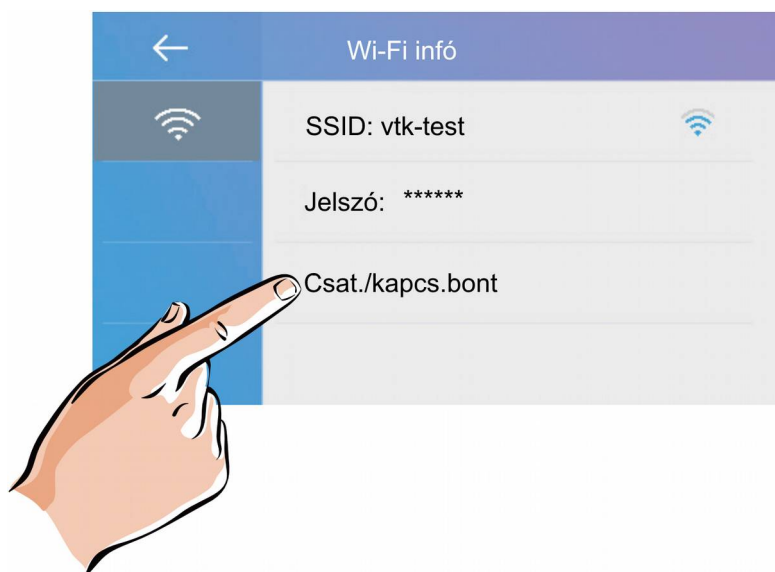 Wi-Fi infó
SSID: vtk-test
Jelszó: ******
Csat./kapcs.bont